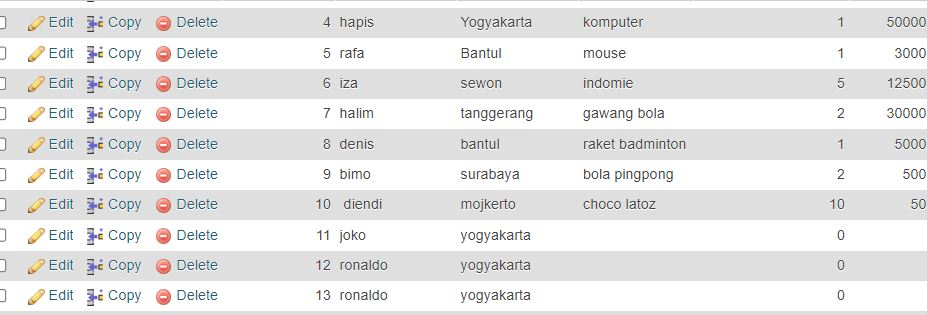 Edit Copy Delete 4 hapis Yogyakarta komputer 1 50000
Edit Copy Delete 5 rafa Bantul mouse 1 3000
Edit Copy Delete 6 iza sewon indomie 5 12500
Edit Copy Delete 7 halim tanggerang gawang bola 2 30000
Edit Copy Delete 8 denis bantul raket badminton 1 5000
Edit Copy Delete 9 bimo surabaya bola pingpong 2 500
Edit Copy Delete 10 diendi mojkerto choco latoz 10 50
Edit Copy Delete 11 joko yogyakarta 0
Edit Copy Delete 12 ronaldo yogyakarta 0
Edit Copy Delete 13 ronaldo yogyakarta 0